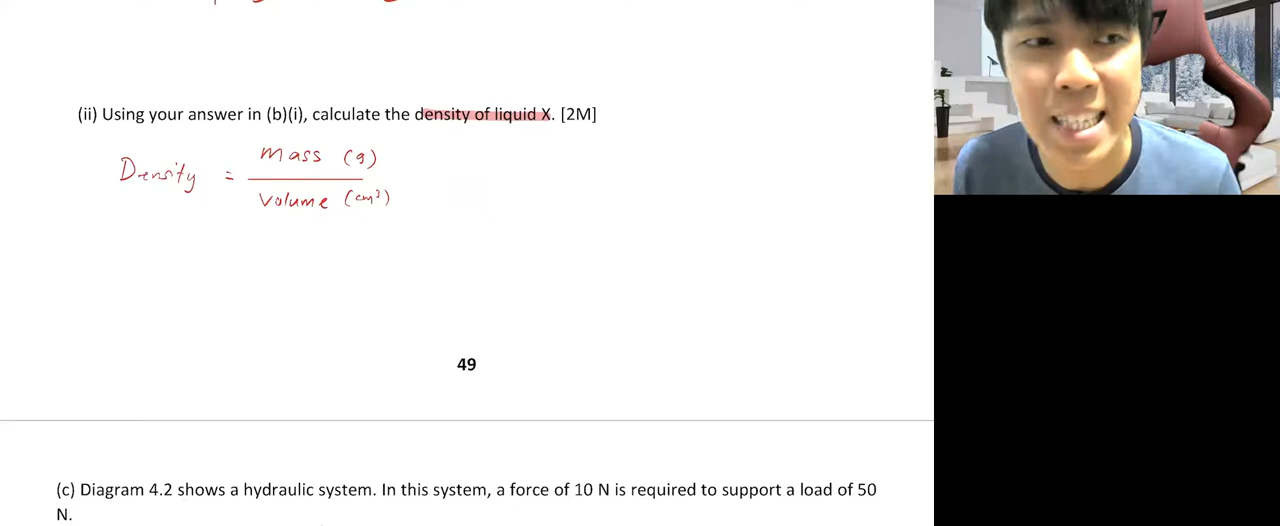 (ii) Using your answer in (b)(i), calculate the density of liquid X. [2M]
Density = mass (g)
volume (cm³)
49
(c) Diagram 4.2 shows a hydraulic system. In this system, a force of 10 N is required to support a load of 50
N.